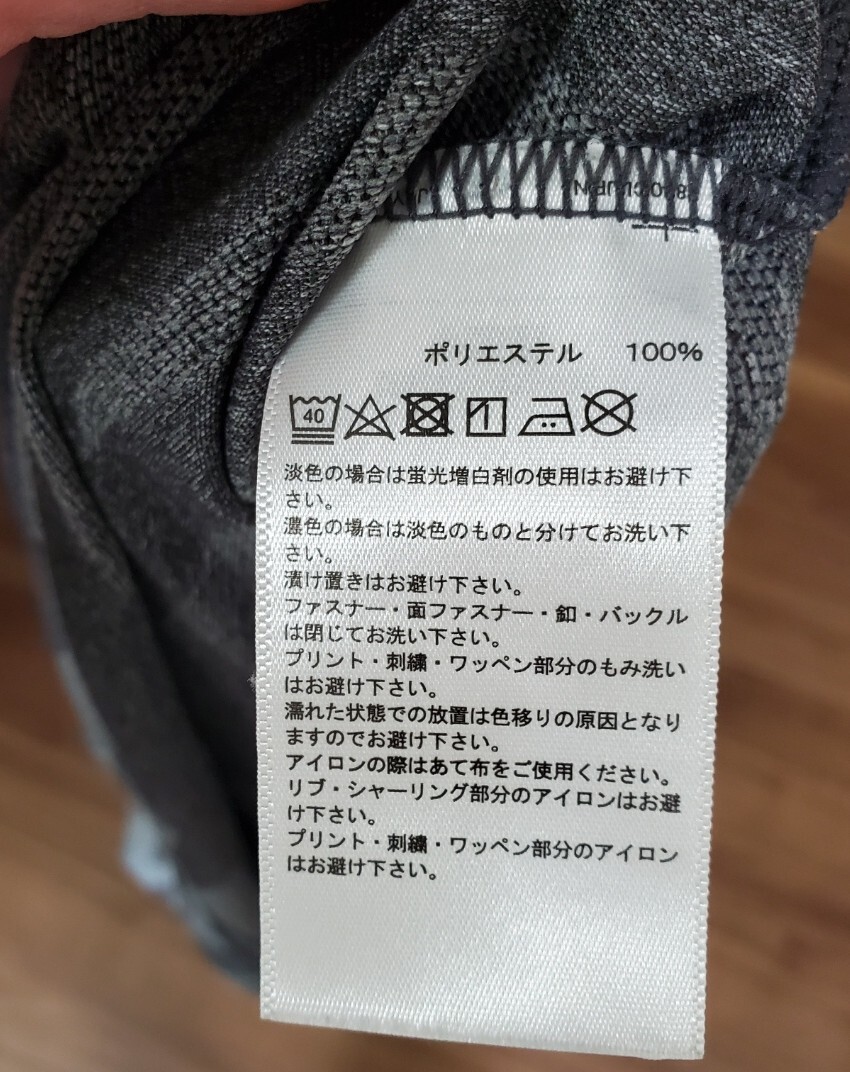 ポリエステル 100%
40
淡色の場合は蛍光増白剤の使用はお避け下
さい。
濃色の場合は淡色のものと分けてお洗い下
さい。
漬け置きはお避け下さい。
ファスナー・面ファスナー・釦・バックル
は閉じてお洗い下さい。
プリント・刺繍・ワッペン部分のもみ洗い
はお避け下さい。
濡れた状態での放置は色移りの原因となり
ますのでお避け下さい。
アイロンの際はあて布をご使用ください。
リブ・シャーリング部分のアイロンはお避
け下さい。
プリント・刺繍・ワッペン部分のアイロン
はお避け下さい。